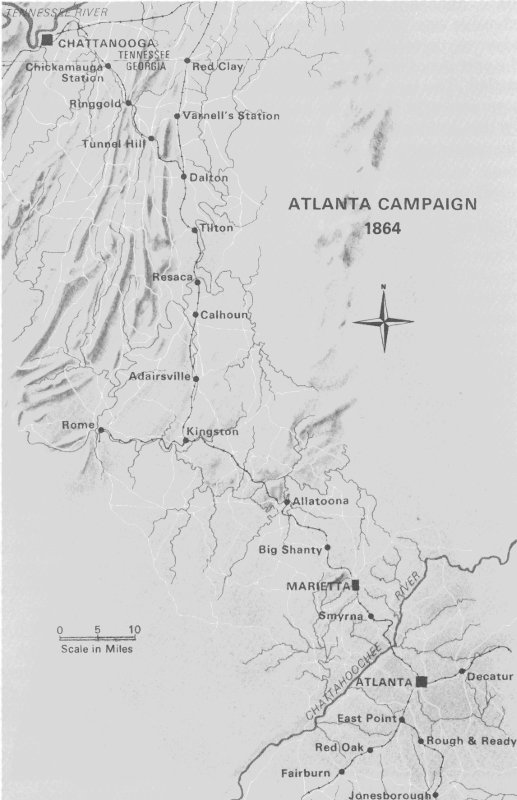 TENNESSEE RIVER
CHATTANOOGA
Chickamauga
Station
TENNESSEE
GEORGIA
Red Clay
Ringgold
Varnell's Station
Tunnel Hill
Dalton
ATLANTA CAMPAIGN
1864
Tilton
Resaca
N
Calhoun
Adairsville
Rome
Kingston
Allatoona
Big Shanty
MARIETTA
Smyrna
0 5 10
Scale in Miles
CHATTAHOOCHEE RIVER
ATLANTA
Decatur
East Point
Red Oak
Rough & Ready
Fairburn
Jonesborough